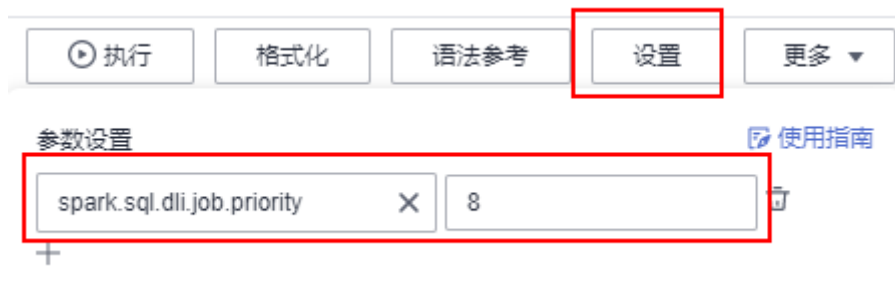 执行 格式化 语法参考 设置 更多
参数设置 使用指南
spark.sql.dli.job.priority 8